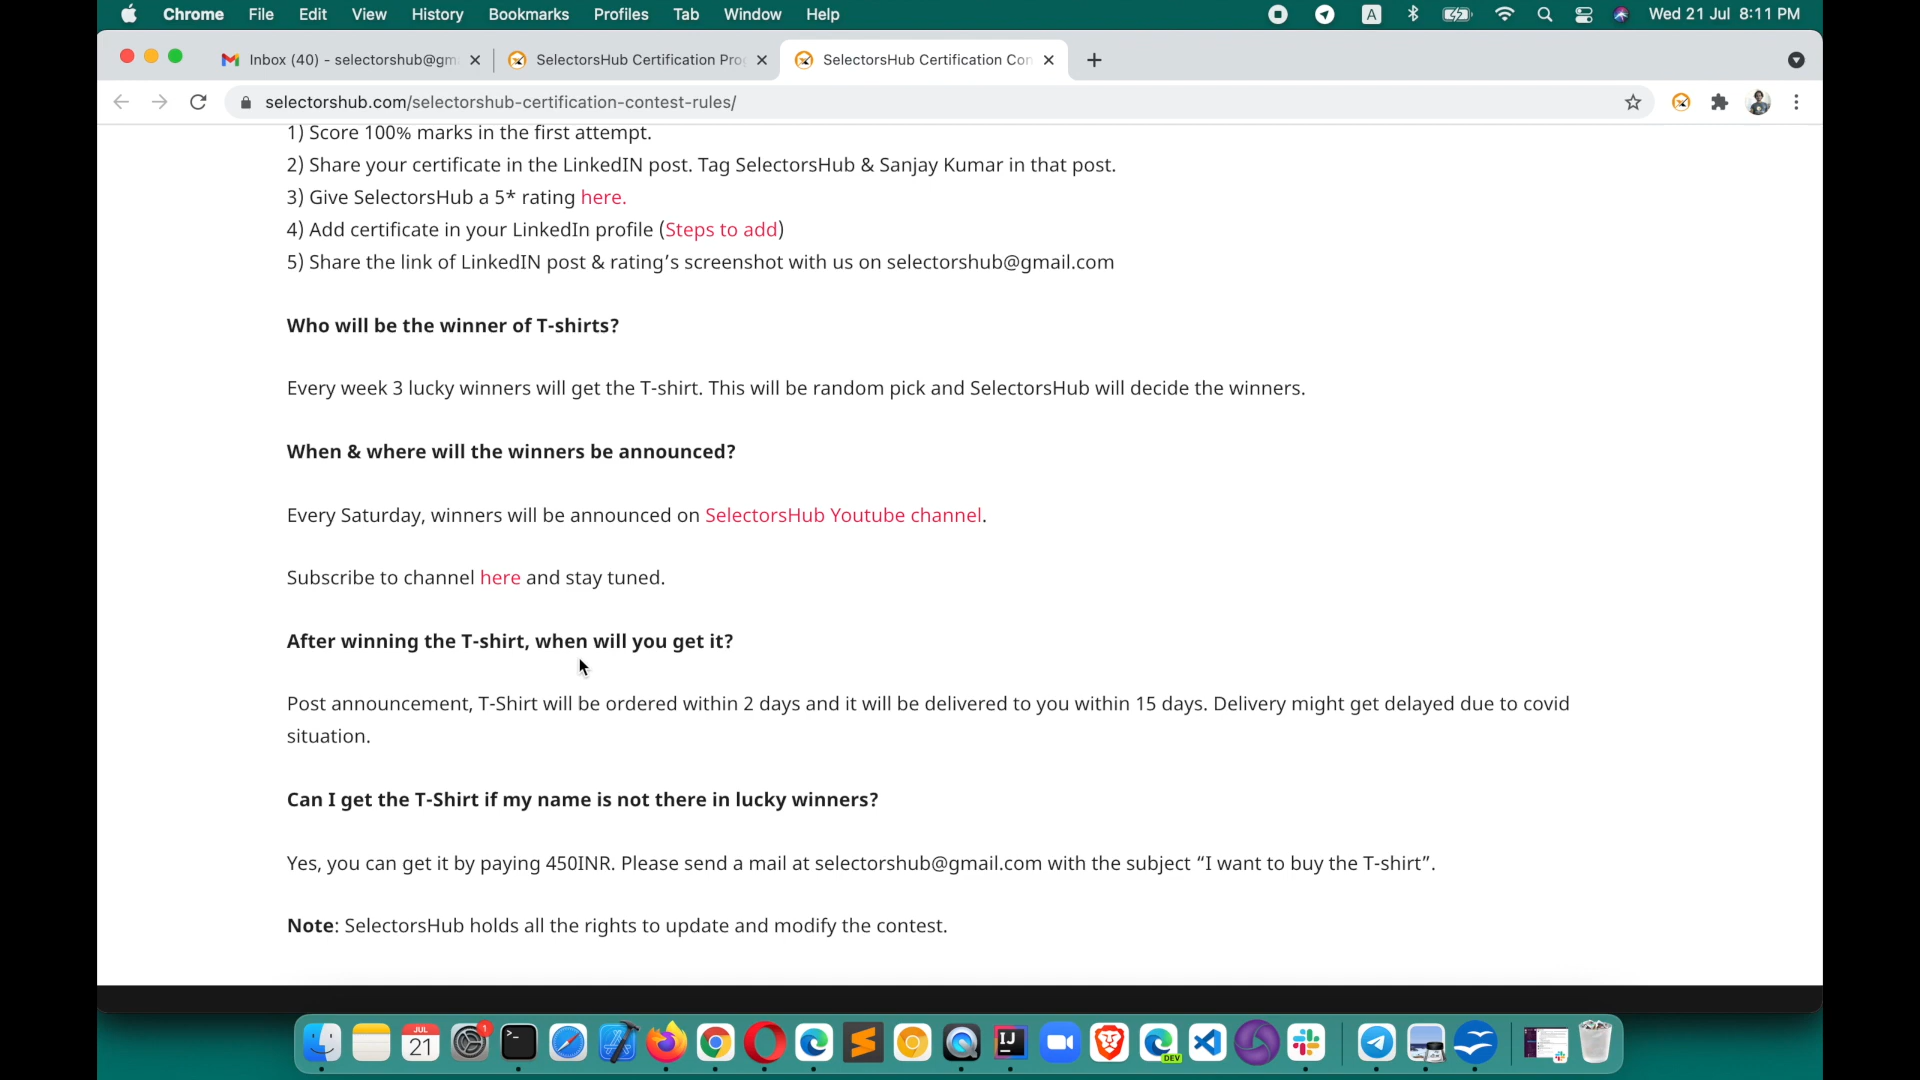 Chrome File Edit View History Bookmarks Profiles Tab Window Help A Wed 21 Jul 8:11 PM
Inbox (40) - selectorshub@gm SelectorsHub Certification Pro SelectorsHub Certification Con
selectorshub.com/selectorshub-certification-contest-rules/
1) Score 100% marks in the first attempt.
2) Share your certificate in the LinkedIN post. Tag SelectorsHub & Sanjay Kumar in that post.
3) Give SelectorsHub a 5* rating here.
4) Add certificate in your LinkedIn profile (Steps to add)
5) Share the link of LinkedIN post & rating’s screenshot with us on selectorshub@gmail.com
Who will be the winner of T-shirts?
Every week 3 lucky winners will get the T-shirt. This will be random pick and SelectorsHub will decide the winners.
When & where will the winners be announced?
Every Saturday, winners will be announced on SelectorsHub Youtube channel.
Subscribe to channel here and stay tuned.
After winning the T-shirt, when will you get it?
Post announcement, T-Shirt will be ordered within 2 days and it will be delivered to you within 15 days. Delivery might get delayed due to covid
situation.
Can I get the T-Shirt if my name is not there in lucky winners?
Yes, you can get it by paying 450INR. Please send a mail at selectorshub@gmail.com with the subject “I want to buy the T-shirt”.
Note: SelectorsHub holds all the rights to update and modify the contest.
JUL
21
1
>_
IJ
DEV